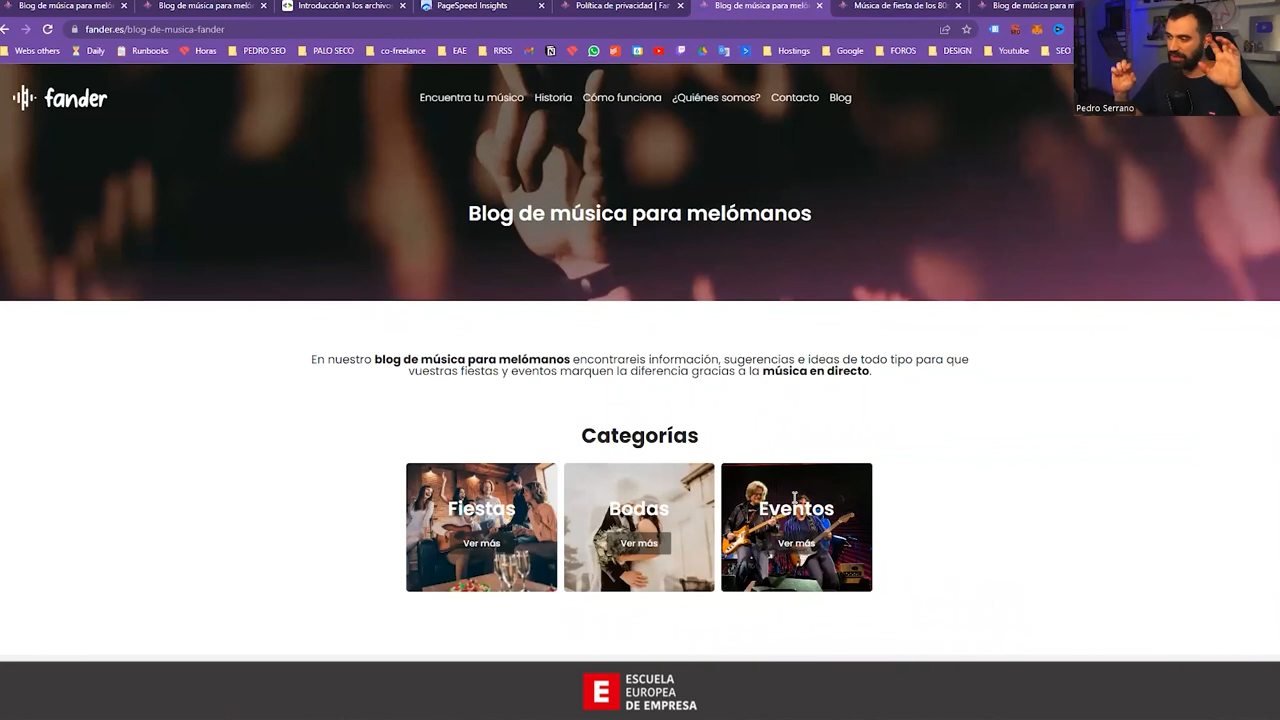 Blog de música para meló
Blog de música para meló
Introducción a los archivos
PageSpeed Insights
Política de privacidad | Fan
Blog de música para meló
Música de fiesta de los 80s
Blog de música para m
fander.es/blog-de-musica-fander
Webs others
Daily
Runbooks
Horas
PEDRO SEO
PALO SECO
co-freelance
EAE
RRSS
Hostings
Google
FOROS
DESIGN
Youtube
SEO
Pedro Serrano
fander
Encuentra tu músico
Historia
Cómo funciona
¿Quiénes somos?
Contacto
Blog
Blog de música para melómanos
En nuestro blog de música para melómanos encontrareis información, sugerencias e ideas de todo tipo para que
vuestras fiestas y eventos marquen la diferencia gracias a la música en directo.
Categorías
Fiestas
Ver más
Bodas
Ver más
Eventos
Ver más
E
ESCUELA
EUROPEA
DE EMPRESA